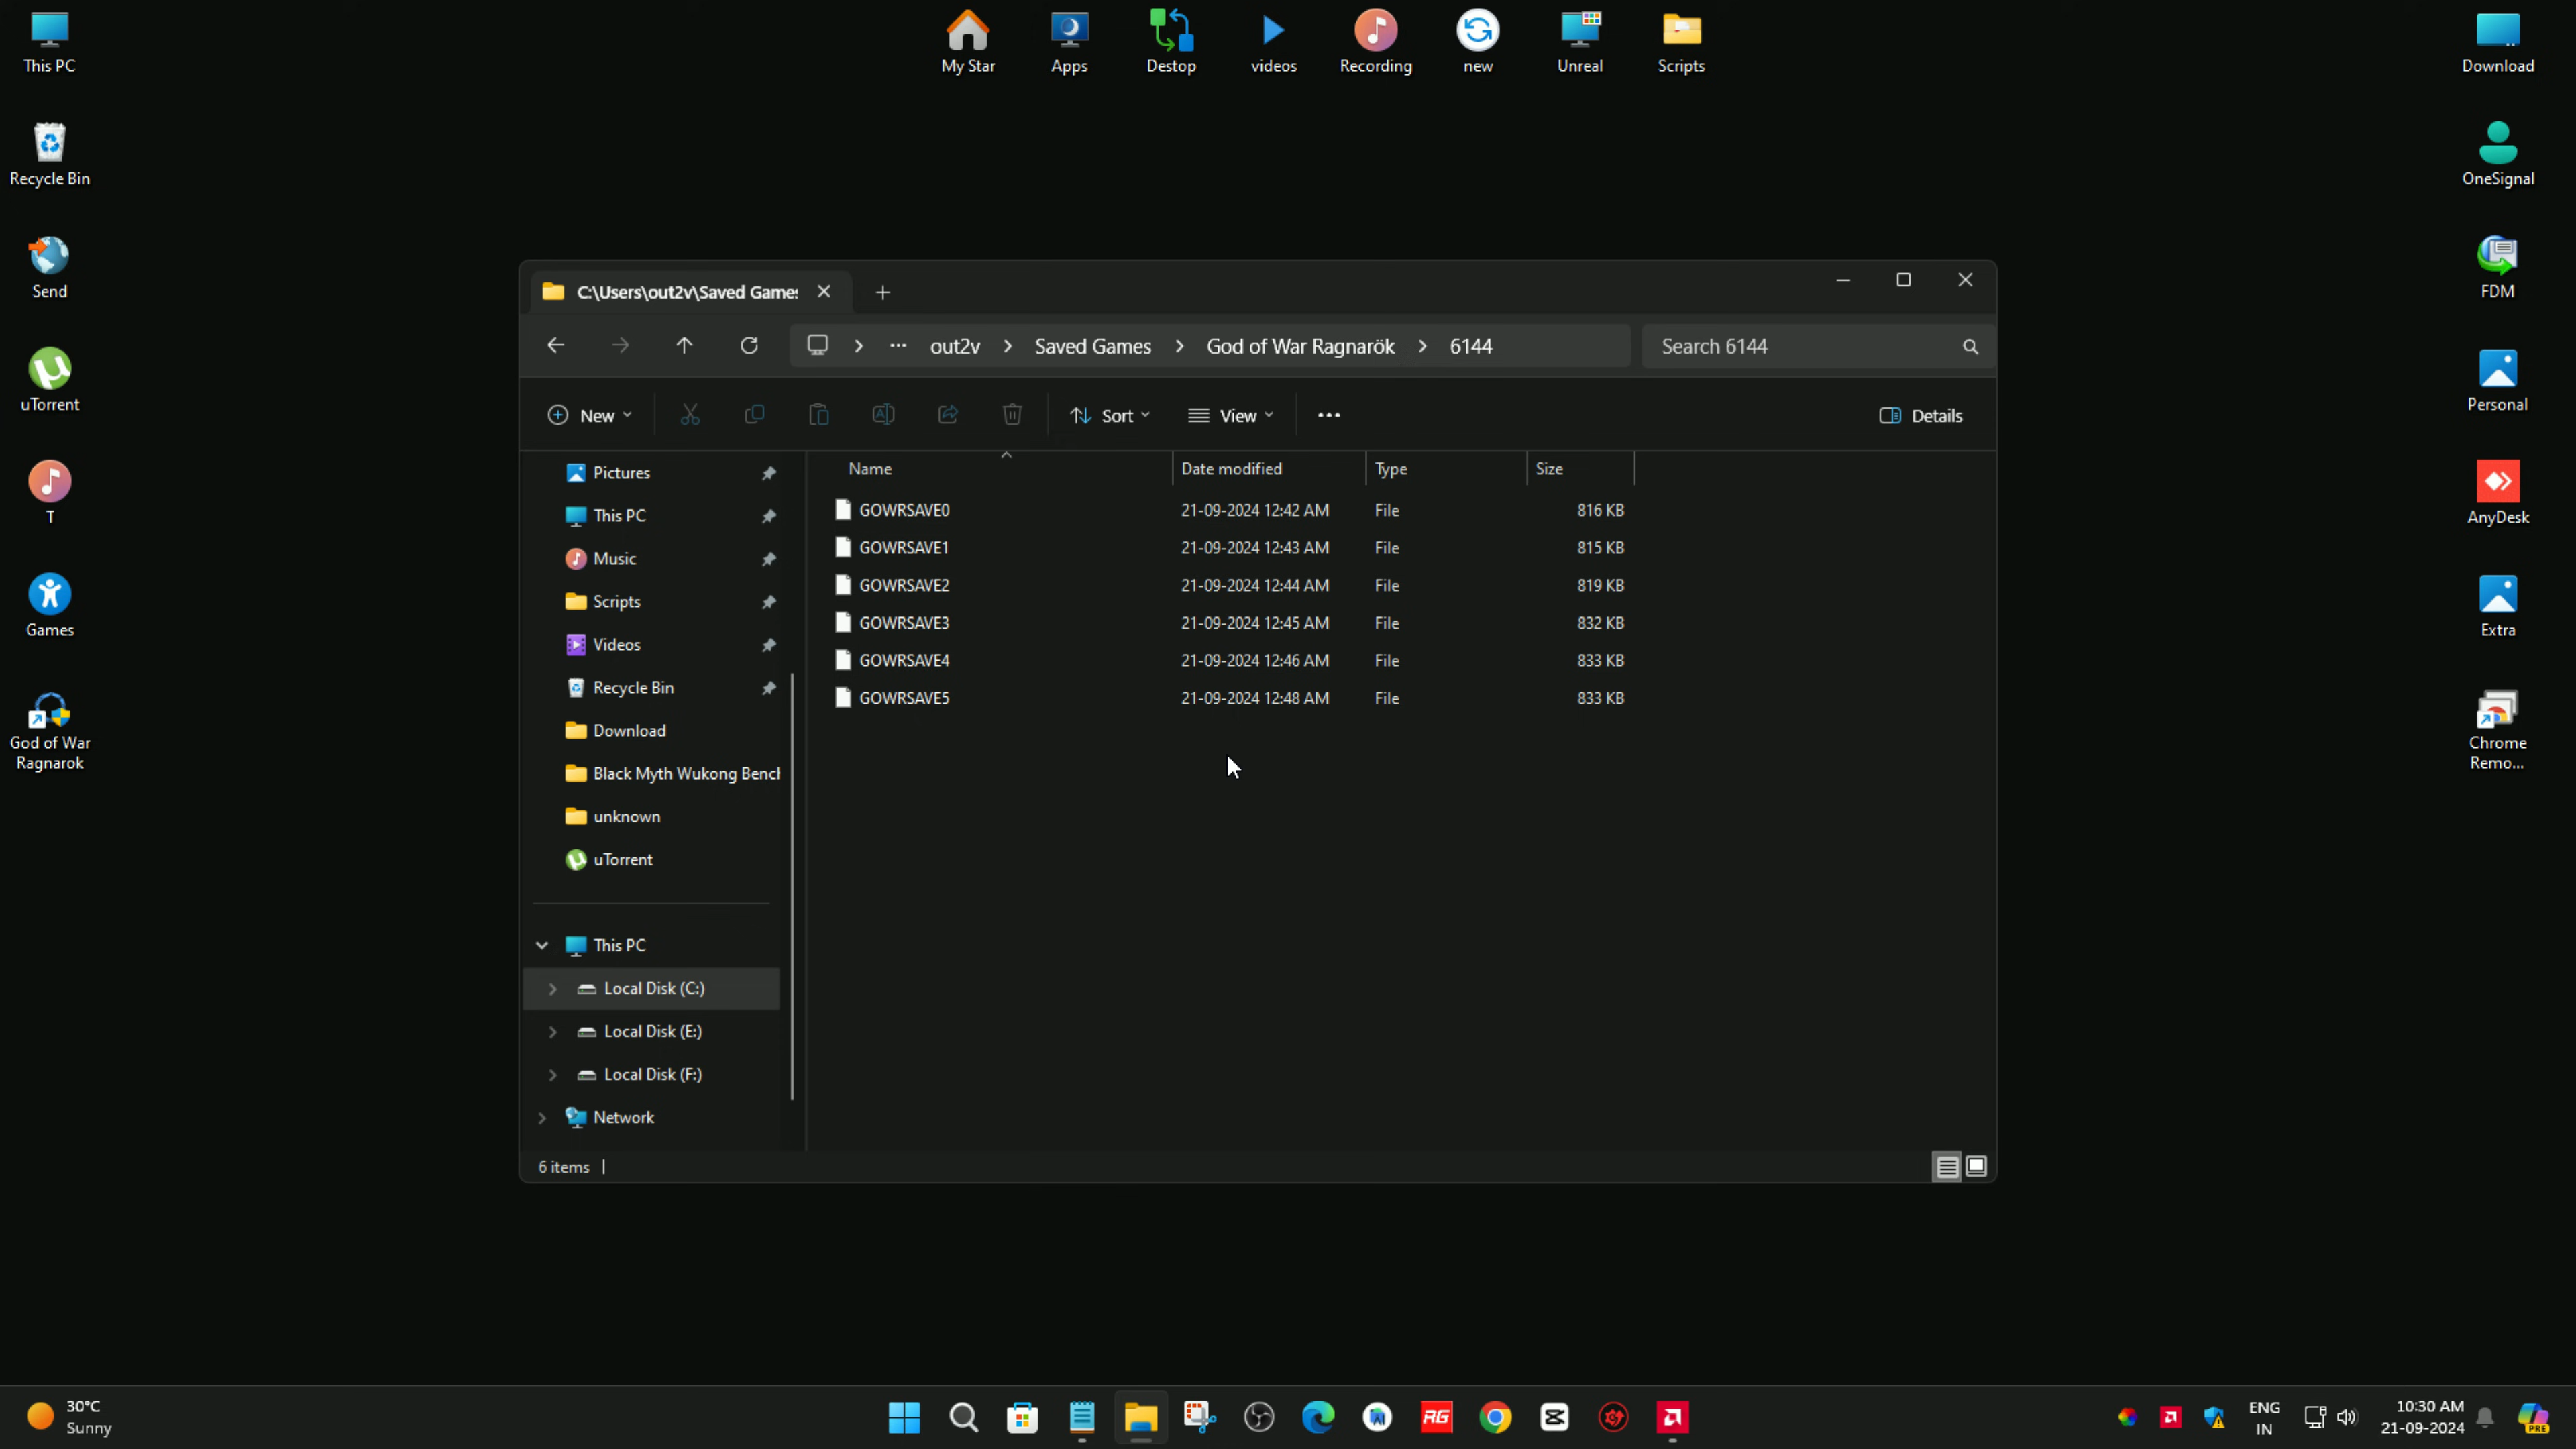 This PC
My Star
Apps
Destop
videos
Recording
new
Unreal
Scripts
Download
Recycle Bin
OneSignal
Send
FDM
uTorrent
Personal
T
AnyDesk
Games
Extra
God of War
Ragnarok
Chrome
Remo...
C:\Users\out2v\Saved Games
out2v
Saved Games
God of War Ragnarök
6144
Search 6144
New
Sort
View
Details
Pictures
This PC
Music
Scripts
Videos
Recycle Bin
Download
Black Myth Wukong Bench
unknown
uTorrent
This PC
Local Disk (C:)
Local Disk (E:)
Local Disk (F:)
Network
Name Date modified Type Size
GOWRSAVE0 21-09-2024 12:42 AM File 816 KB
GOWRSAVE1 21-09-2024 12:43 AM File 815 KB
GOWRSAVE2 21-09-2024 12:44 AM File 819 KB
GOWRSAVE3 21-09-2024 12:45 AM File 832 KB
GOWRSAVE4 21-09-2024 12:46 AM File 833 KB
GOWRSAVE5 21-09-2024 12:48 AM File 833 KB
6 items
30°C
Sunny
RG
ENG
IN
10:30 AM
21-09-2024
PRE